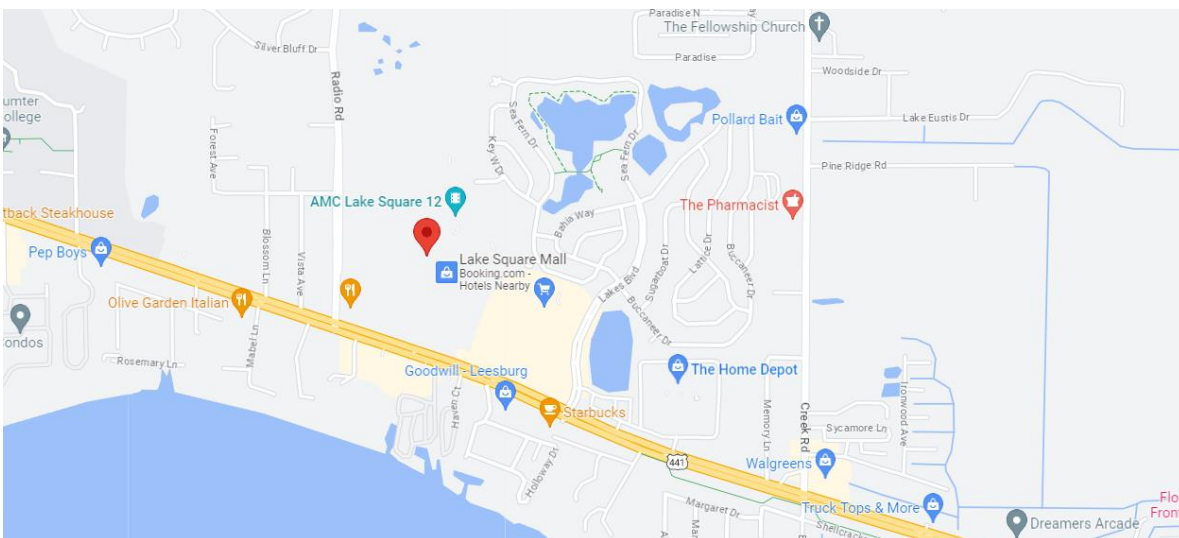 Paradise N
The Fellowship Church
Silver Bluff Dr
Paradise
Woodside Dr
Radio Rd
umter
ollege
Sea Fern Dr
Pollard Bait
Lake Eustis Dr
Forest Ave
Key W Dr
Sea Fern Dr
Pine Ridge Rd
AMC Lake Square 12
The Pharmacist
tback Steakhouse
Bahia Way
Pep Boys
Blossom Ln
Vista Ave
Lake Square Mall
Booking.com -
Hotels Nearby
Sugarboat Dr
Lattice Dr
Buccaneer Dr
Lakes Blvd
Olive Garden Italian
Buccaneer Dr
ondos
Mabel Ln
Rosemary Ln
Goodwill - Leesburg
The Home Depot
Haven Ct
Starbucks
Memory Ln
Creek Rd
Ironwood Ave
Sycamore Ln
441
Walgreens
Holloway Dr
Margaret Dr
Truck Tops & More
Flo
Front
Shellcrac
Dreamers Arcade